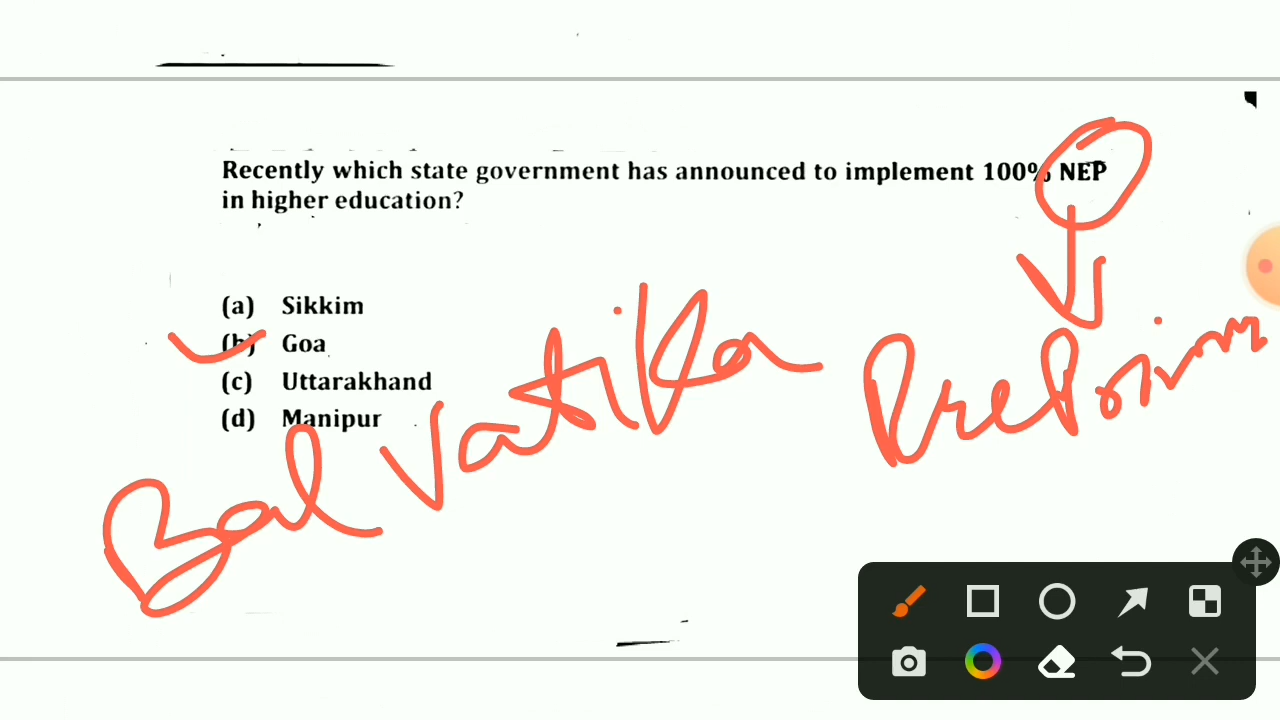 Recently which state government has announced to implement 100% NEP
in higher education?
(a) Sikkim
(b) Goa
(c) Uttarakhand
(d) Manipur
Bal Vatika